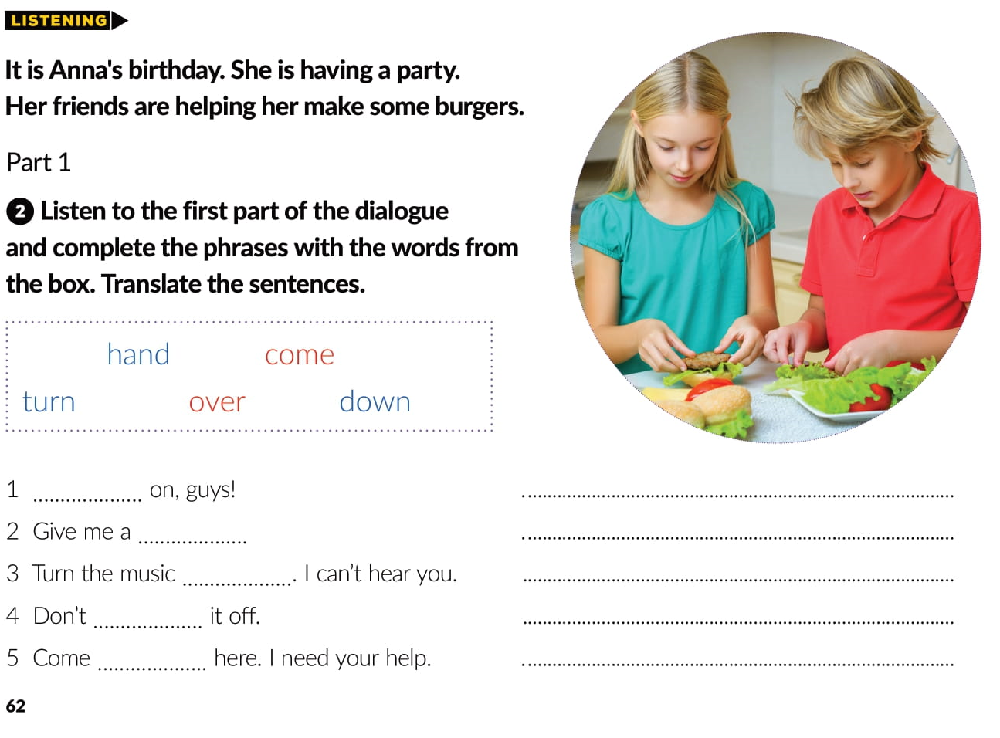 LISTENING
It is Anna's birthday. She is having a party.
Her friends are helping her make some burgers.
Part 1
2 Listen to the first part of the dialogue
and complete the phrases with the words from
the box. Translate the sentences.
hand come
turn over down
1 ................... on, guys!
2 Give me a ...................
3 Turn the music ................... . I can't hear you.
4 Don't ................... it off.
5 Come ................... here. I need your help.
62